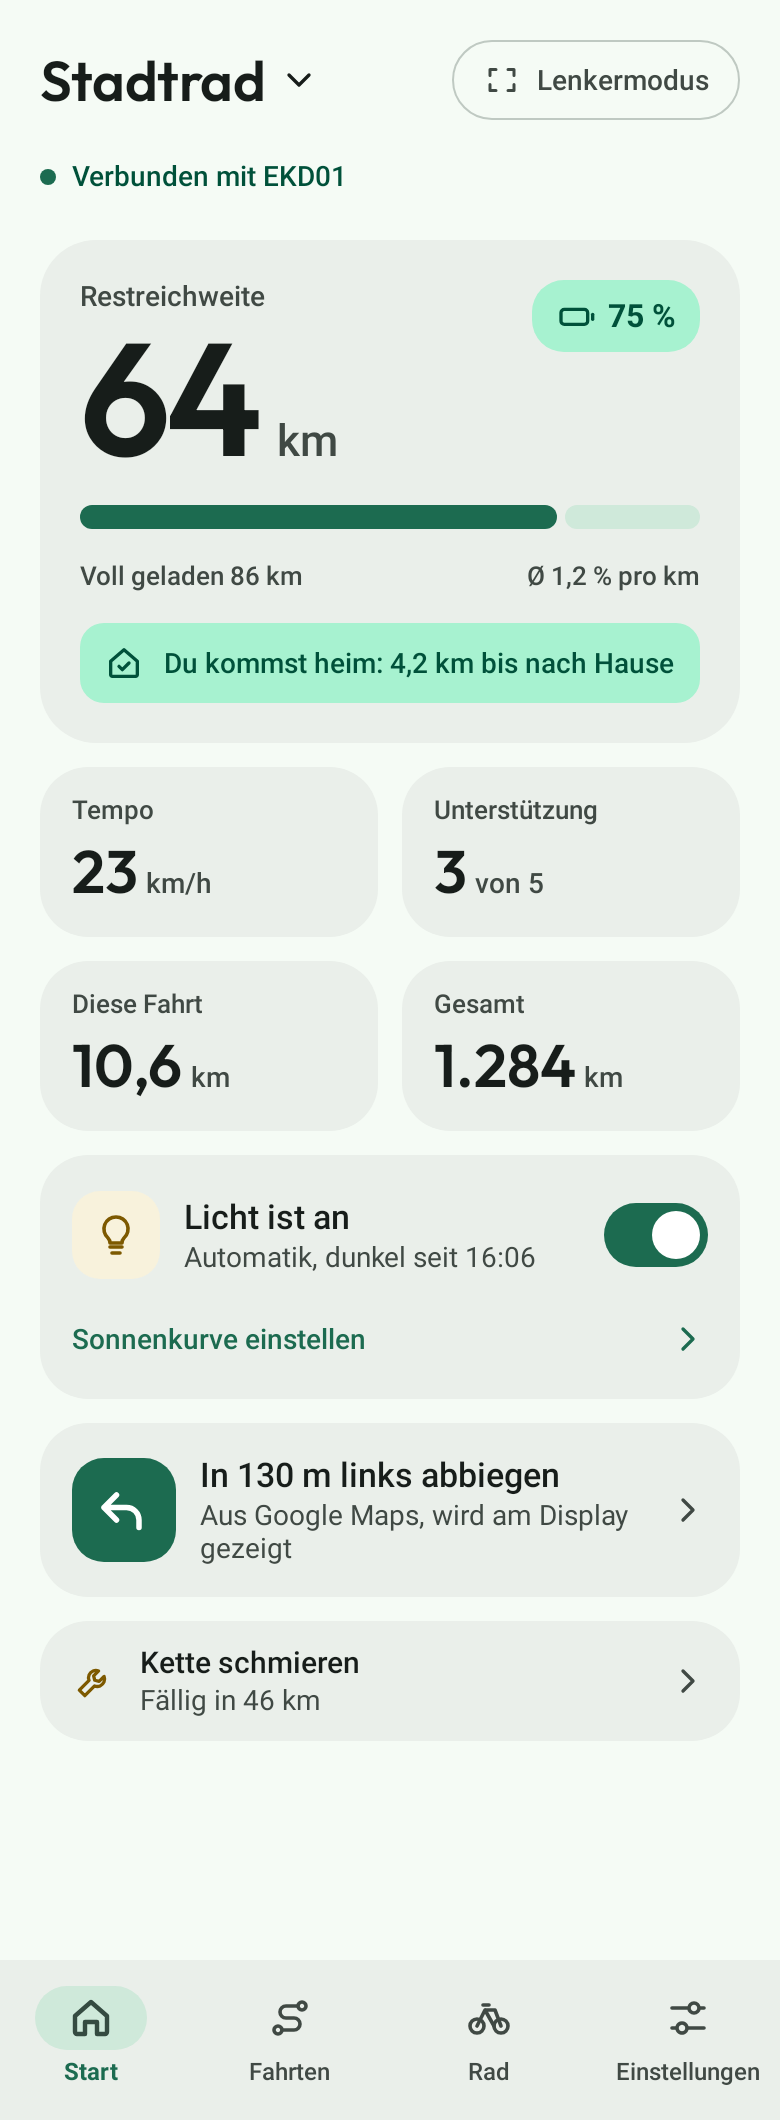 Stadtrad
Lenkermodus
Verbunden mit EKD01
Restreichweite
75 %
64 km
Voll geladen 86 km
Ø 1,2 % pro km
Du kommst heim: 4,2 km bis nach Hause
Tempo
23 km/h
Unterstützung
3 von 5
Diese Fahrt
10,6 km
Gesamt
1.284 km
Licht ist an
Automatik, dunkel seit 16:06
Sonnenkurve einstellen
In 130 m links abbiegen
Aus Google Maps, wird am Display
gezeigt
Kette schmieren
Fällig in 46 km
Start
Fahrten
Rad
Einstellungen